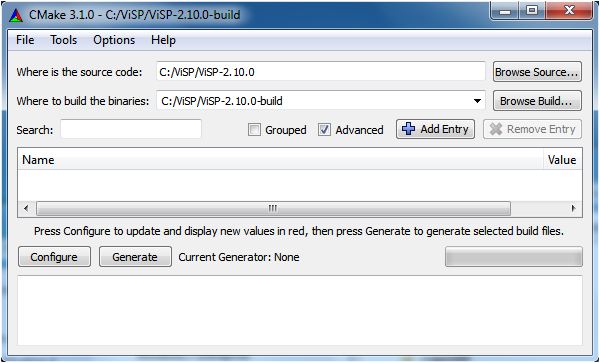 CMake 3.1.0 - C:/ViSP/ViSP-2.10.0-build
File Tools Options Help
Where is the source code: C:/ViSP/ViSP-2.10.0 Browse Source...
Where to build the binaries: C:/ViSP/ViSP-2.10.0-build Browse Build...
Search: Grouped Advanced Add Entry Remove Entry
Name Value
Press Configure to update and display new values in red, then press Generate to generate selected build files.
Configure Generate Current Generator: None